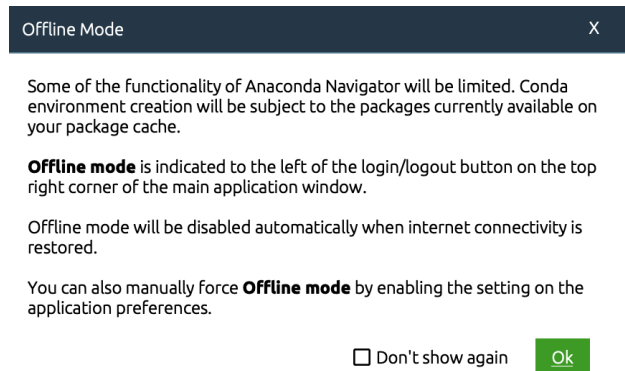 Offline Mode
X
Some of the functionality of Anaconda Navigator will be limited. Conda
environment creation will be subject to the packages currently available on
your package cache.
Offline mode is indicated to the left of the login/logout button on the top
right corner of the main application window.
Offline mode will be disabled automatically when internet connectivity is
restored.
You can also manually force Offline mode by enabling the setting on the
application preferences.
Don't show again
Ok